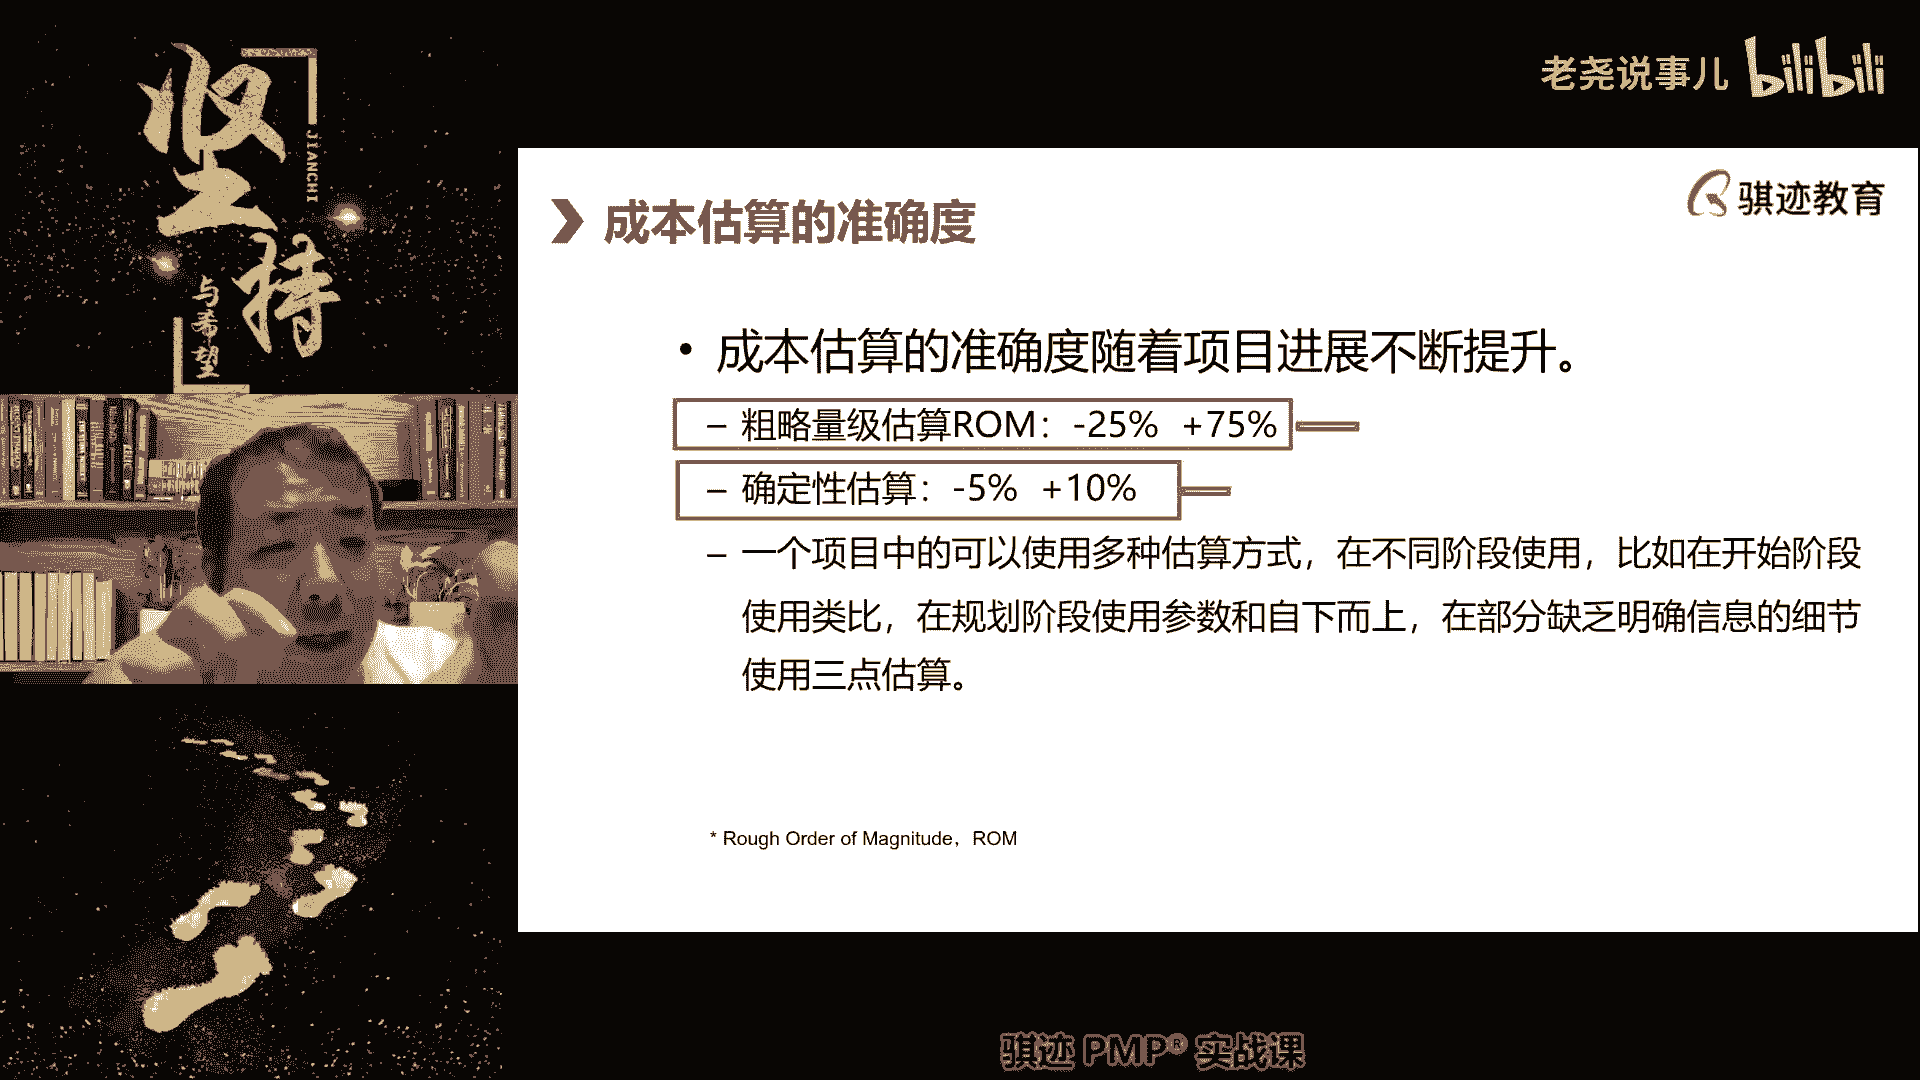 坚持
JIANCHI
与希望
老尧说事儿 bilibili
骐迹教育
成本估算的准确度
• 成本估算的准确度随着项目进展不断提升。
– 粗略量级估算ROM：-25% +75%
– 确定性估算：-5% +10%
– 一个项目中的可以使用多种估算方式，在不同阶段使用，比如在开始阶段
使用类比，在规划阶段使用参数和自下而上，在部分缺乏明确信息的细节
使用三点估算。
* Rough Order of Magnitude，ROM
骐迹 PMP® 实战课